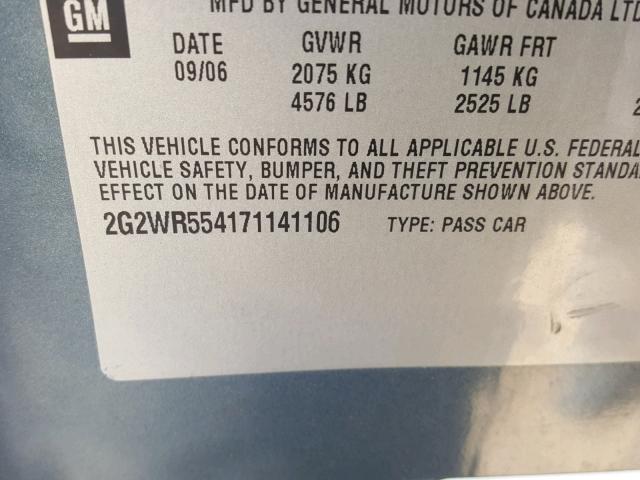 GM
MFD BY GENERAL MOTORS OF CANADA LTD
DATE GVWR GAWR FRT
09/06 2075 KG 1145 KG
4576 LB 2525 LB 2
THIS VEHICLE CONFORMS TO ALL APPLICABLE U.S. FEDERAL
VEHICLE SAFETY, BUMPER, AND THEFT PREVENTION STANDA
EFFECT ON THE DATE OF MANUFACTURE SHOWN ABOVE.
2G2WR554171141106 TYPE: PASS CAR